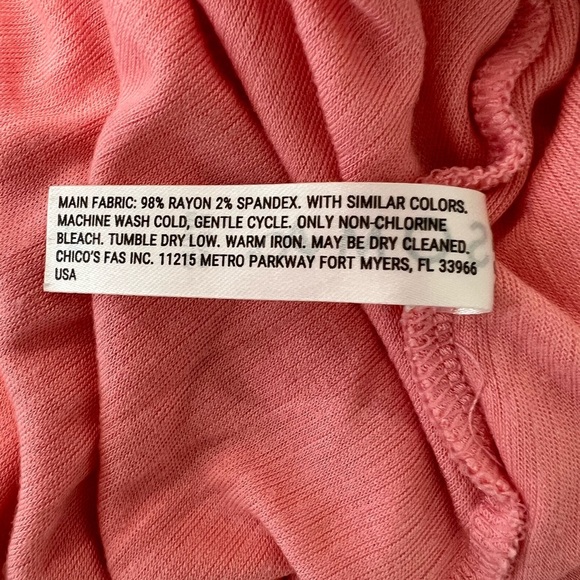 MAIN FABRIC: 98% RAYON 2% SPANDEX. WITH SIMILAR COLORS.
MACHINE WASH COLD, GENTLE CYCLE. ONLY NON-CHLORINE
BLEACH. TUMBLE DRY LOW. WARM IRON. MAY BE DRY CLEANED.
CHICO'S FAS INC. 11215 METRO PARKWAY FORT MYERS, FL 33966
USA